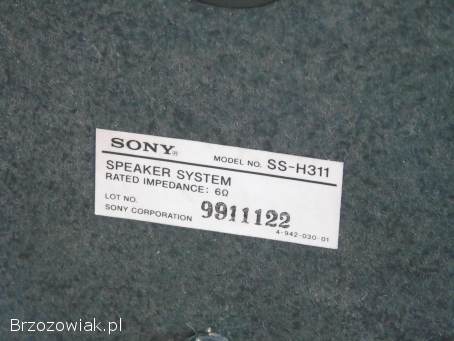 SONY® MODEL NO. SS-H311
SPEAKER SYSTEM
RATED IMPEDANCE: 6Ω
LOT NO. 9911122
SONY CORPORATION
4-942-030-01
Brzozowiak.pl